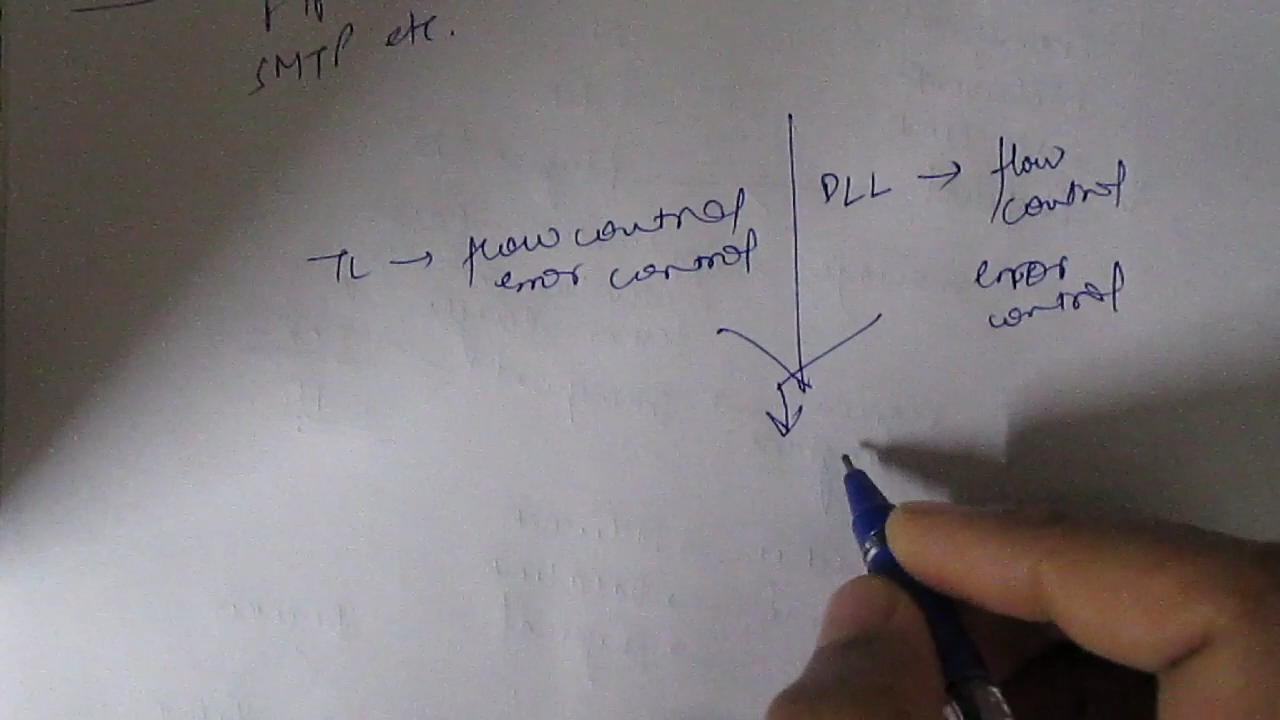 SMTP etc.
TL → flow control
error control
DLL → flow
control
error
control